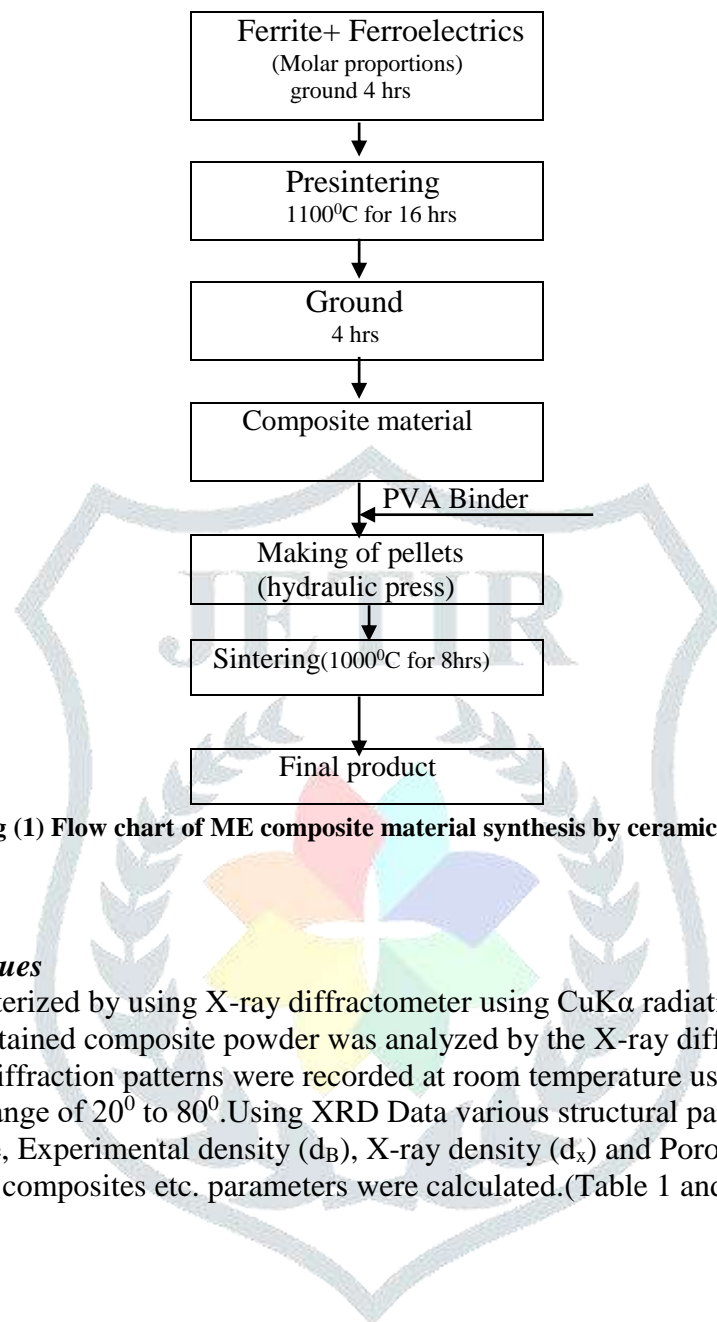 Ferrite+ Ferroelectrics
(Molar proportions)
ground 4 hrs
Presintering
1100⁰C for 16 hrs
Ground
4 hrs
Composite material
PVA Binder
Making of pellets
(hydraulic press)
JETIR
Sintering(1000⁰C for 8hrs)
Final product
g (1) Flow chart of ME composite material synthesis by ceramic
ues
terized by using X-ray diffractometer using CuKα radiati
tained composite powder was analyzed by the X-ray diff
iffraction patterns were recorded at room temperature us
ange of 20⁰ to 80⁰.Using XRD Data various structural pa
, Experimental density (d_B), X-ray density (d_x) and Poro
composites etc. parameters were calculated.(Table 1 and